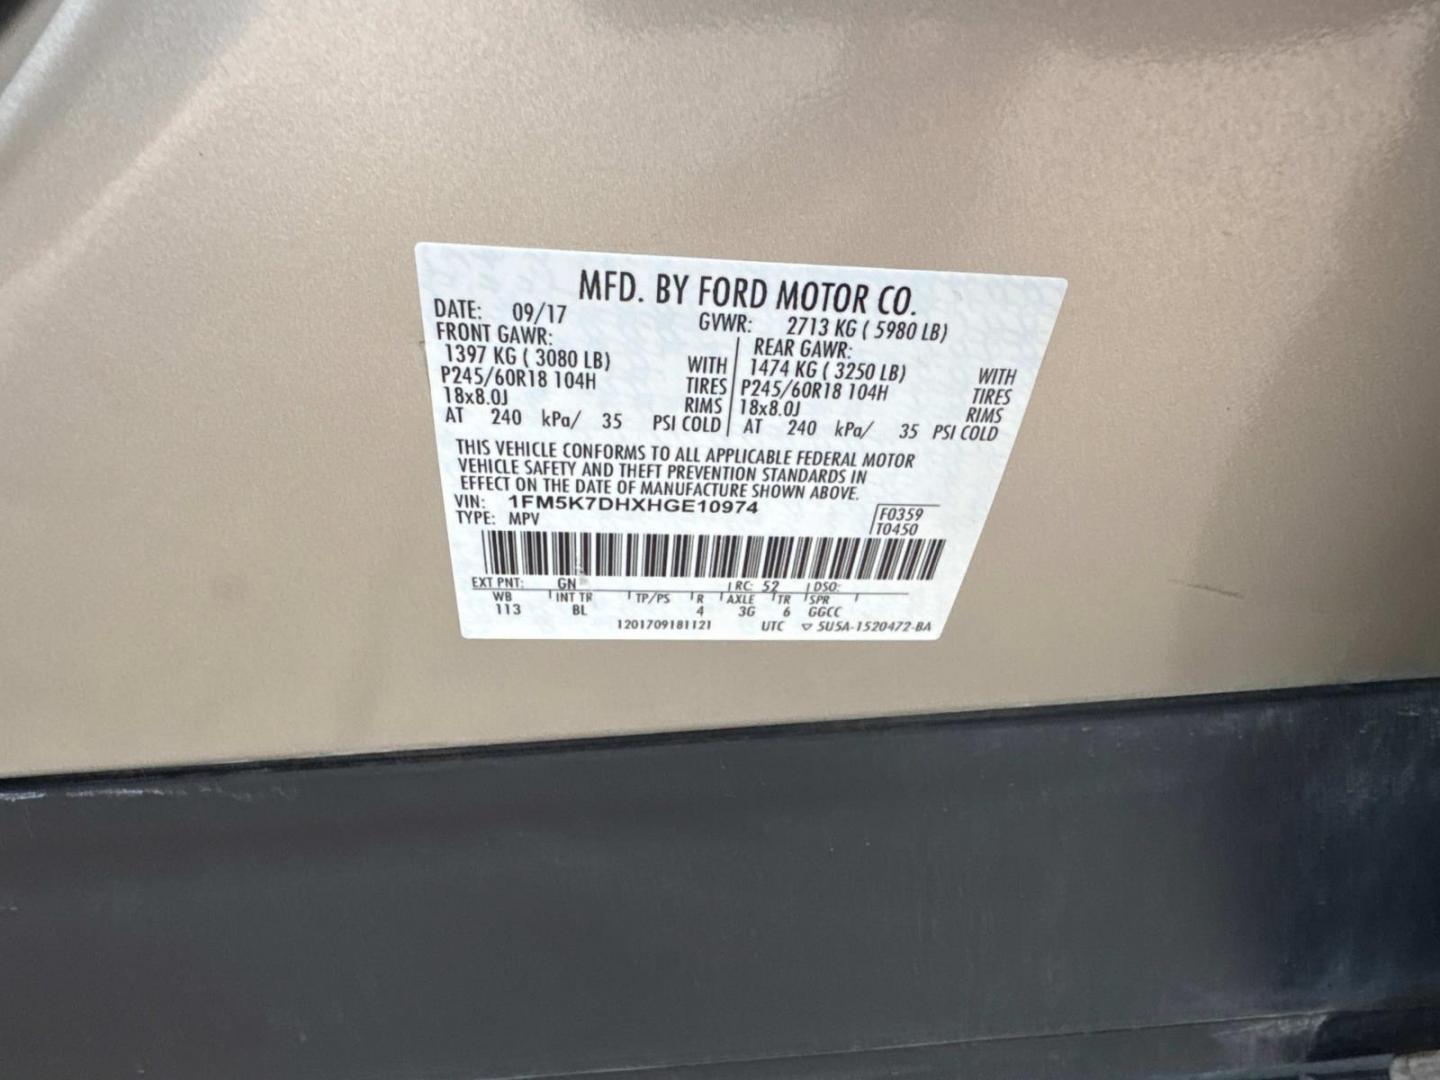 MFD. BY FORD MOTOR CO.
DATE: 09/17 GVWR: 2713 KG ( 5980 LB)
FRONT GAWR: REAR GAWR:
1397 KG ( 3080 LB) WITH 1474 KG ( 3250 LB) WITH
P245/60R18 104H TIRES P245/60R18 104H TIRES
18x8.0J RIMS 18x8.0J RIMS
AT 240 kPa/ 35 PSI COLD AT 240 kPa/ 35 PSI COLD
THIS VEHICLE CONFORMS TO ALL APPLICABLE FEDERAL MOTOR
VEHICLE SAFETY AND THEFT PREVENTION STANDARDS IN
EFFECT ON THE DATE OF MANUFACTURE SHOWN ABOVE.
VIN: 1FM5K7DHXHGE10974 F0359
TYPE: MPV T0450
EXT PNT: GN RC: 52 DSO:
WB INT TR TP/PS R AXLE TR SPR
113 BL 4 3G 6 GGCC
1201709181121 UTC ▽ 5U5A-1520472-BA